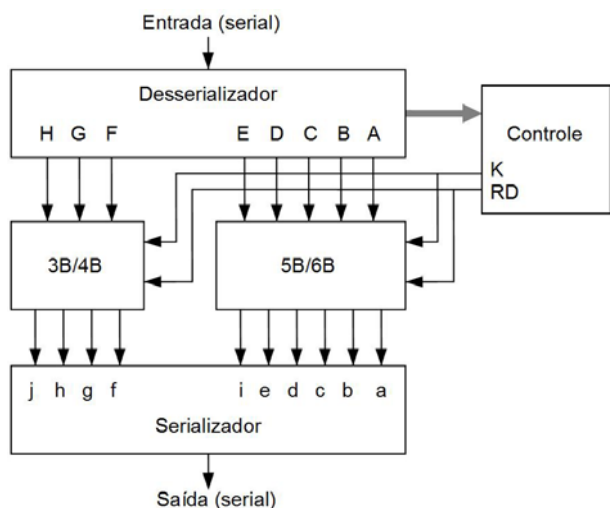 Entrada (serial)
Desserializador
H G F E D C B A
Controle
K
RD
3B/4B 5B/6B
j h g f i e d c b a
Serializador
Saída (serial)